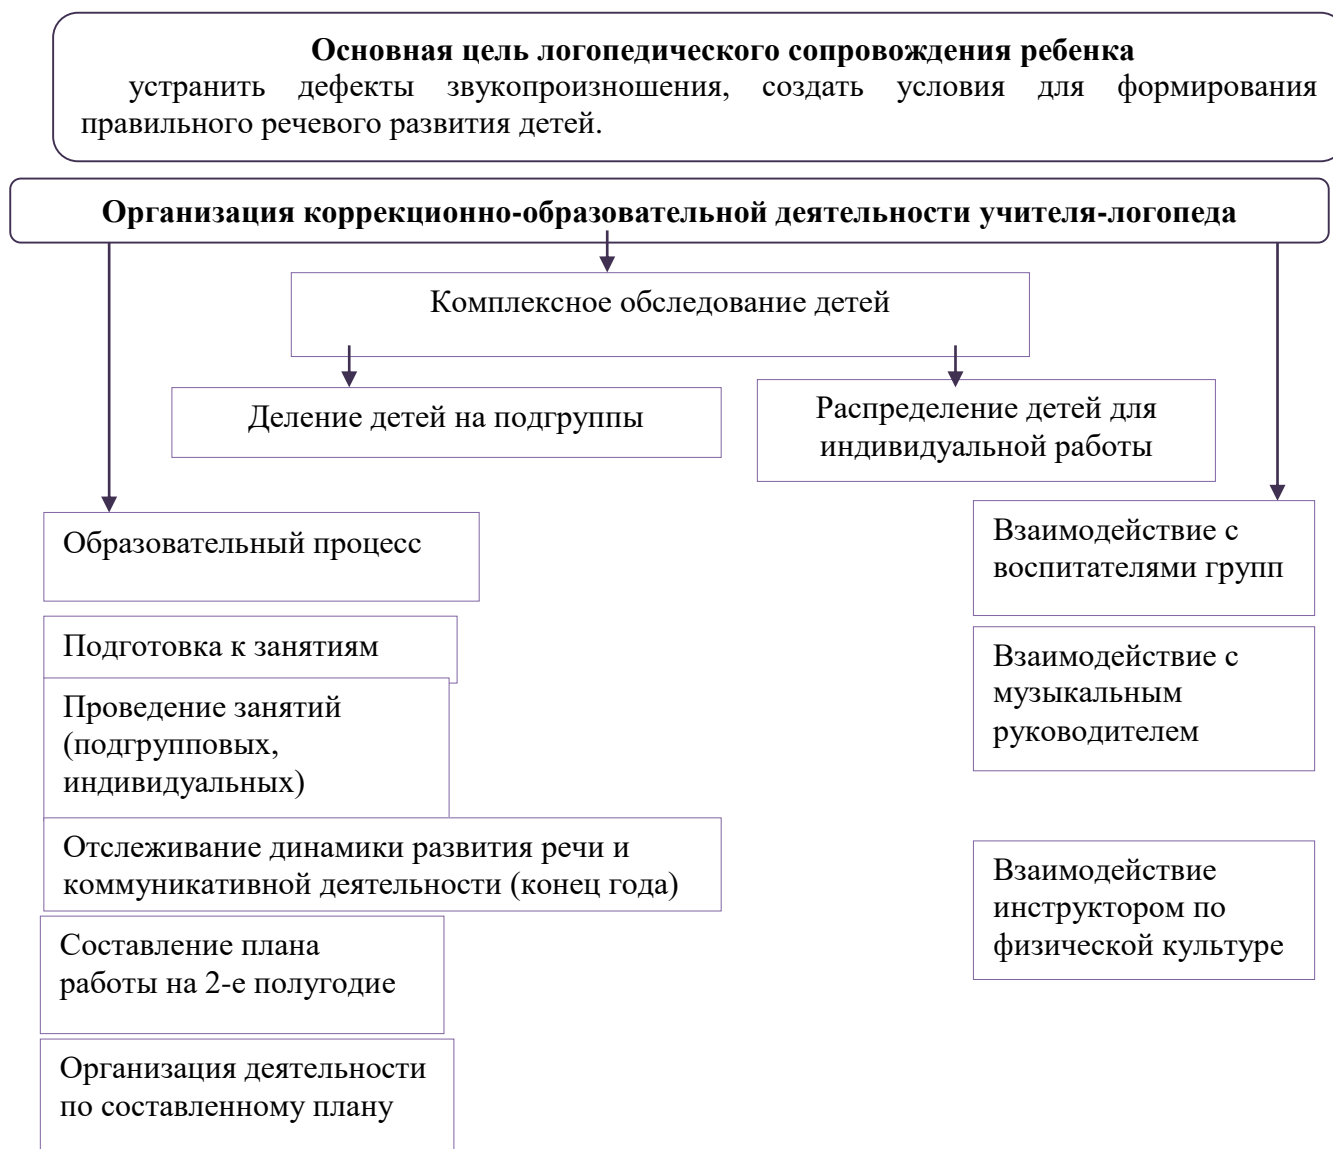 Основная цель логопедического сопровождения ребенка
устранить дефекты звукопроизношения, создать условия для формирования
правильного речевого развития детей.
Организация коррекционно-образовательной деятельности учителя-логопеда
Комплексное обследование детей
Деление детей на подгруппы
Распределение детей для
индивидуальной работы
Образовательный процесс
Подготовка к занятиям
Проведение занятий
(подгрупповых,
индивидуальных)
Отслеживание динамики развития речи и
коммуникативной деятельности (конец года)
Составление плана
работы на 2-е полугодие
Организация деятельности
по составленному плану
Взаимодействие с
воспитателями групп
Взаимодействие с
музыкальным
руководителем
Взаимодействие
инструктором по
физической культуре